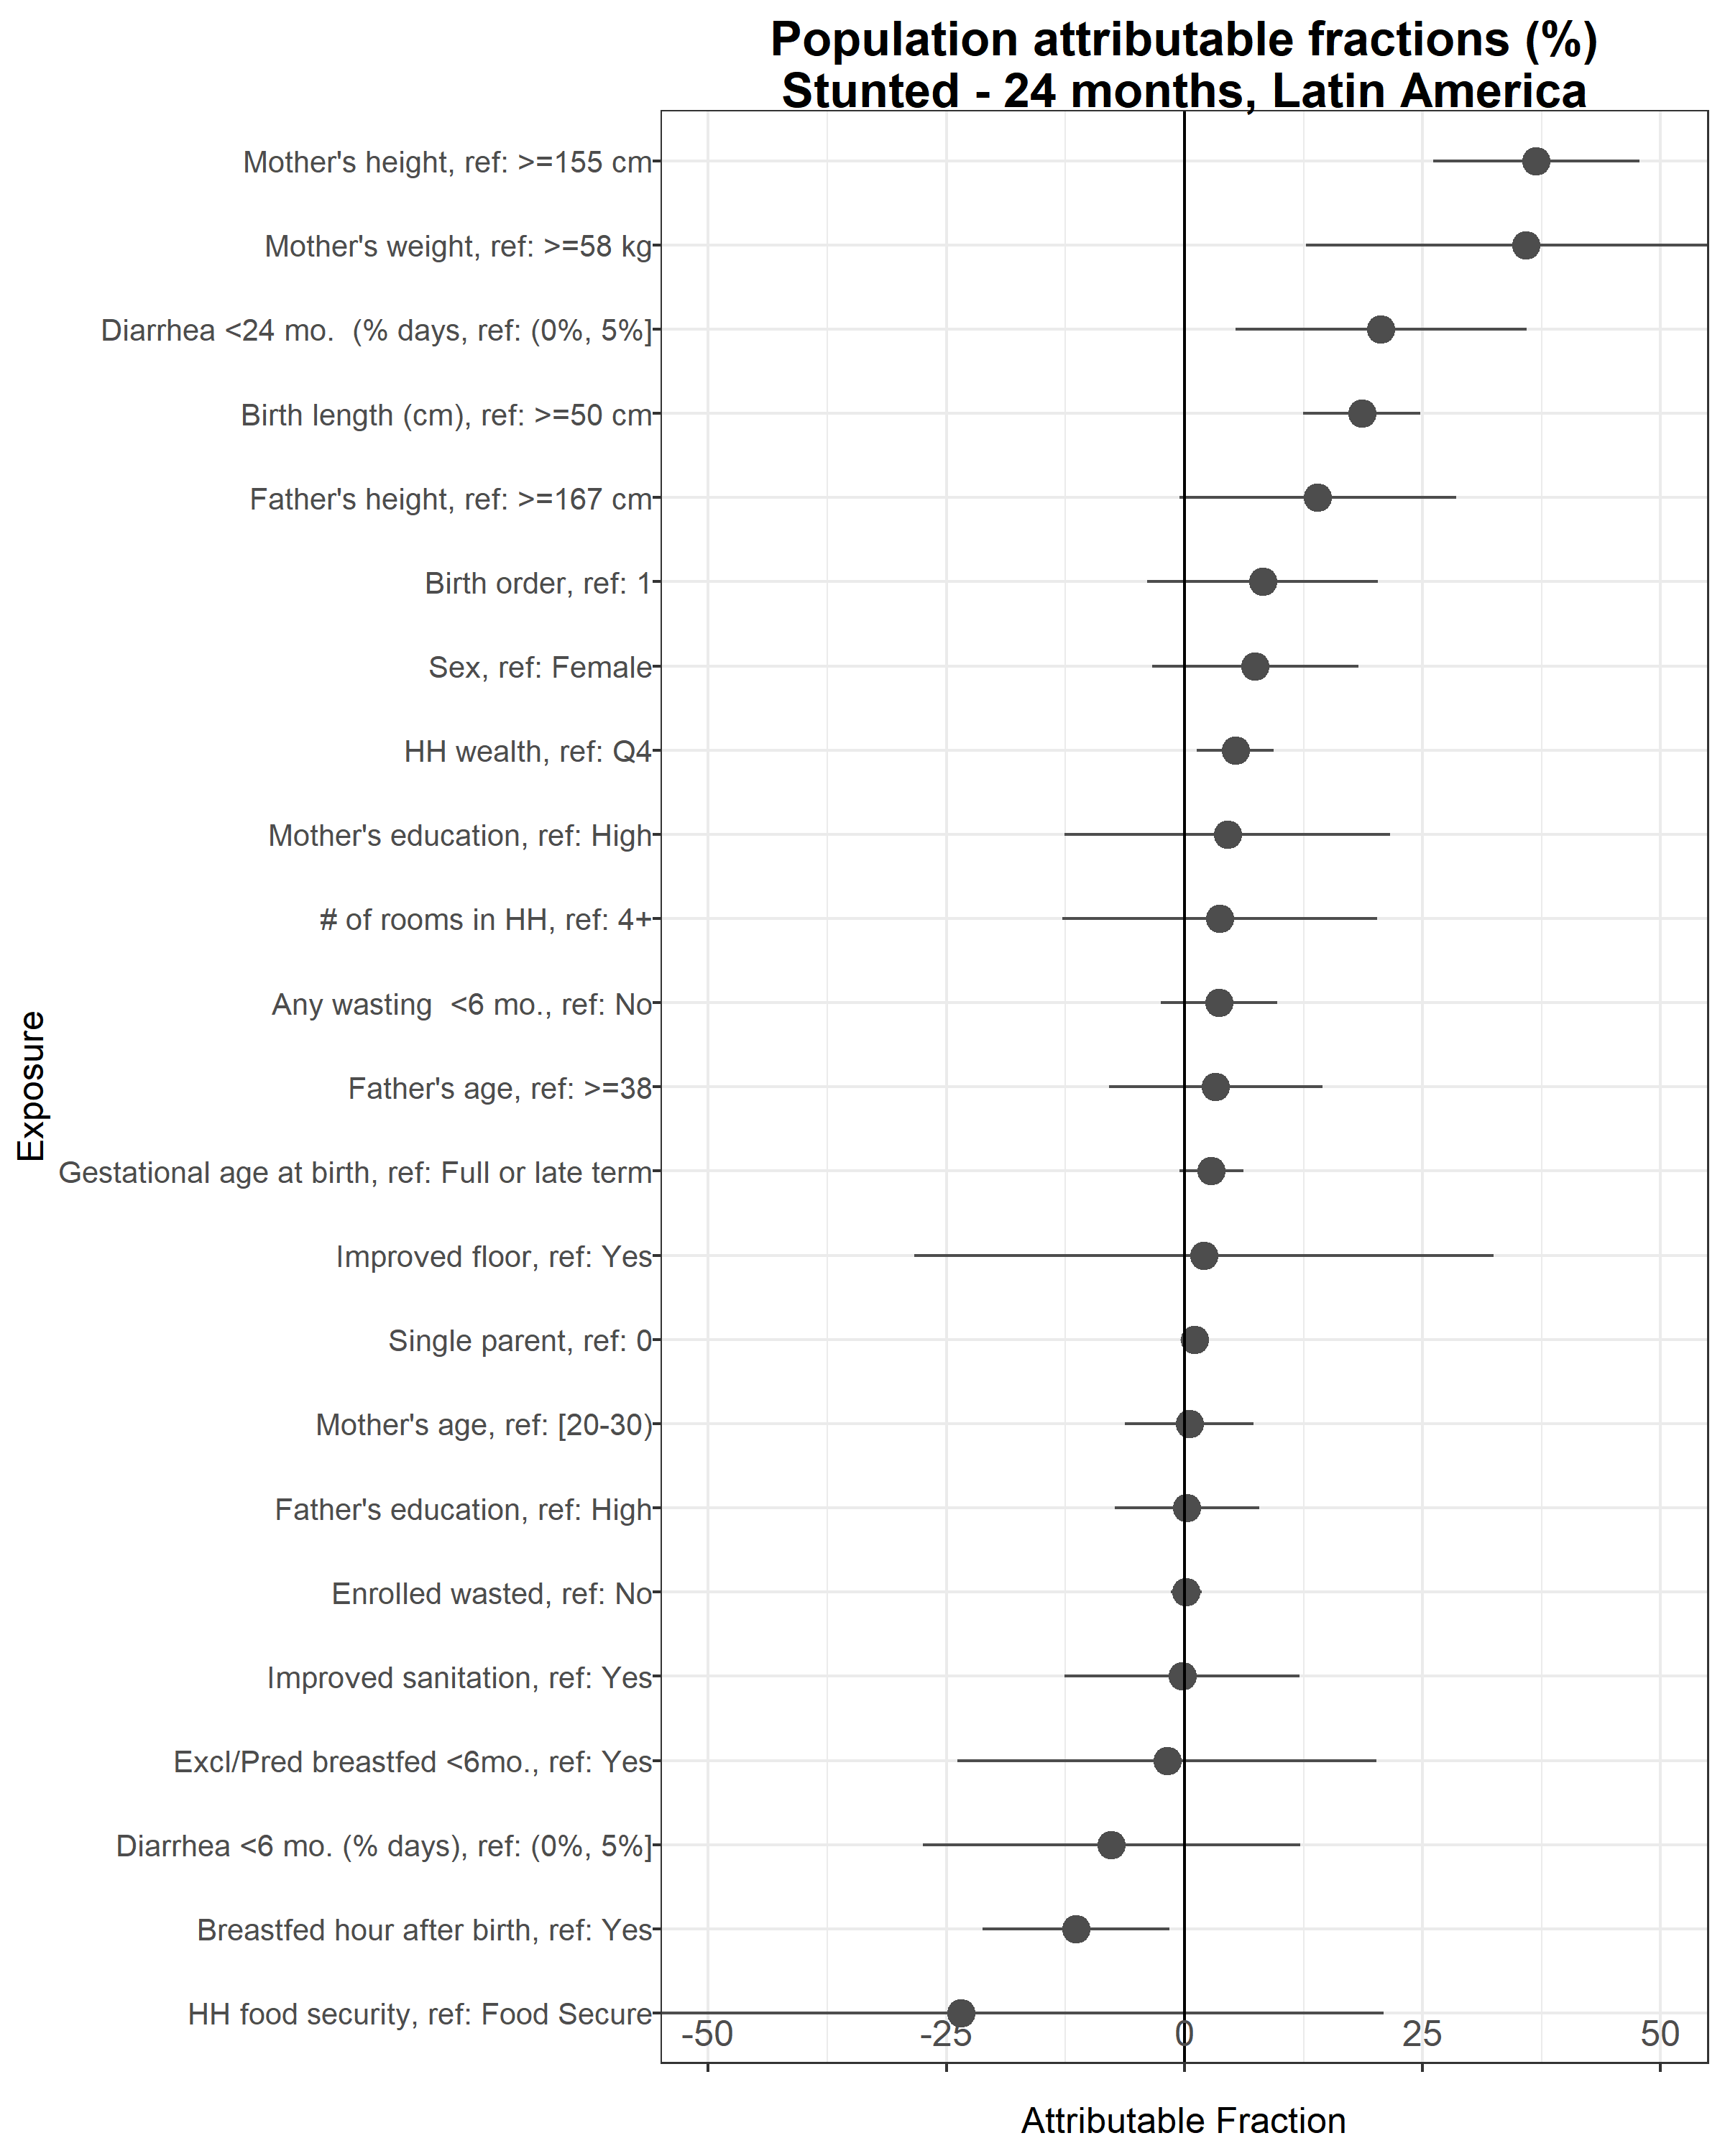 Population attributable fractions (%)
Stunted - 24 months, Latin America
Mother's height, ref: >=155 cm
Mother's weight, ref: >=58 kg
Diarrhea <24 mo.  (% days, ref: (0%, 5%]
Birth length (cm), ref: >=50 cm
Father's height, ref: >=167 cm
Birth order, ref: 1
Sex, ref: Female
HH wealth, ref: Q4
Mother's education, ref: High
# of rooms in HH, ref: 4+
Any wasting  <6 mo., ref: No
Father's age, ref: >=38
Gestational age at birth, ref: Full or late term
Improved floor, ref: Yes
Single parent, ref: 0
Mother's age, ref: [20-30)
Father's education, ref: High
Enrolled wasted, ref: No
Improved sanitation, ref: Yes
Excl/Pred breastfed <6mo., ref: Yes
Diarrhea <6 mo. (% days), ref: (0%, 5%]
Breastfed hour after birth, ref: Yes
HH food security, ref: Food Secure
Exposure
-50 -25 0 25 50
Attributable Fraction